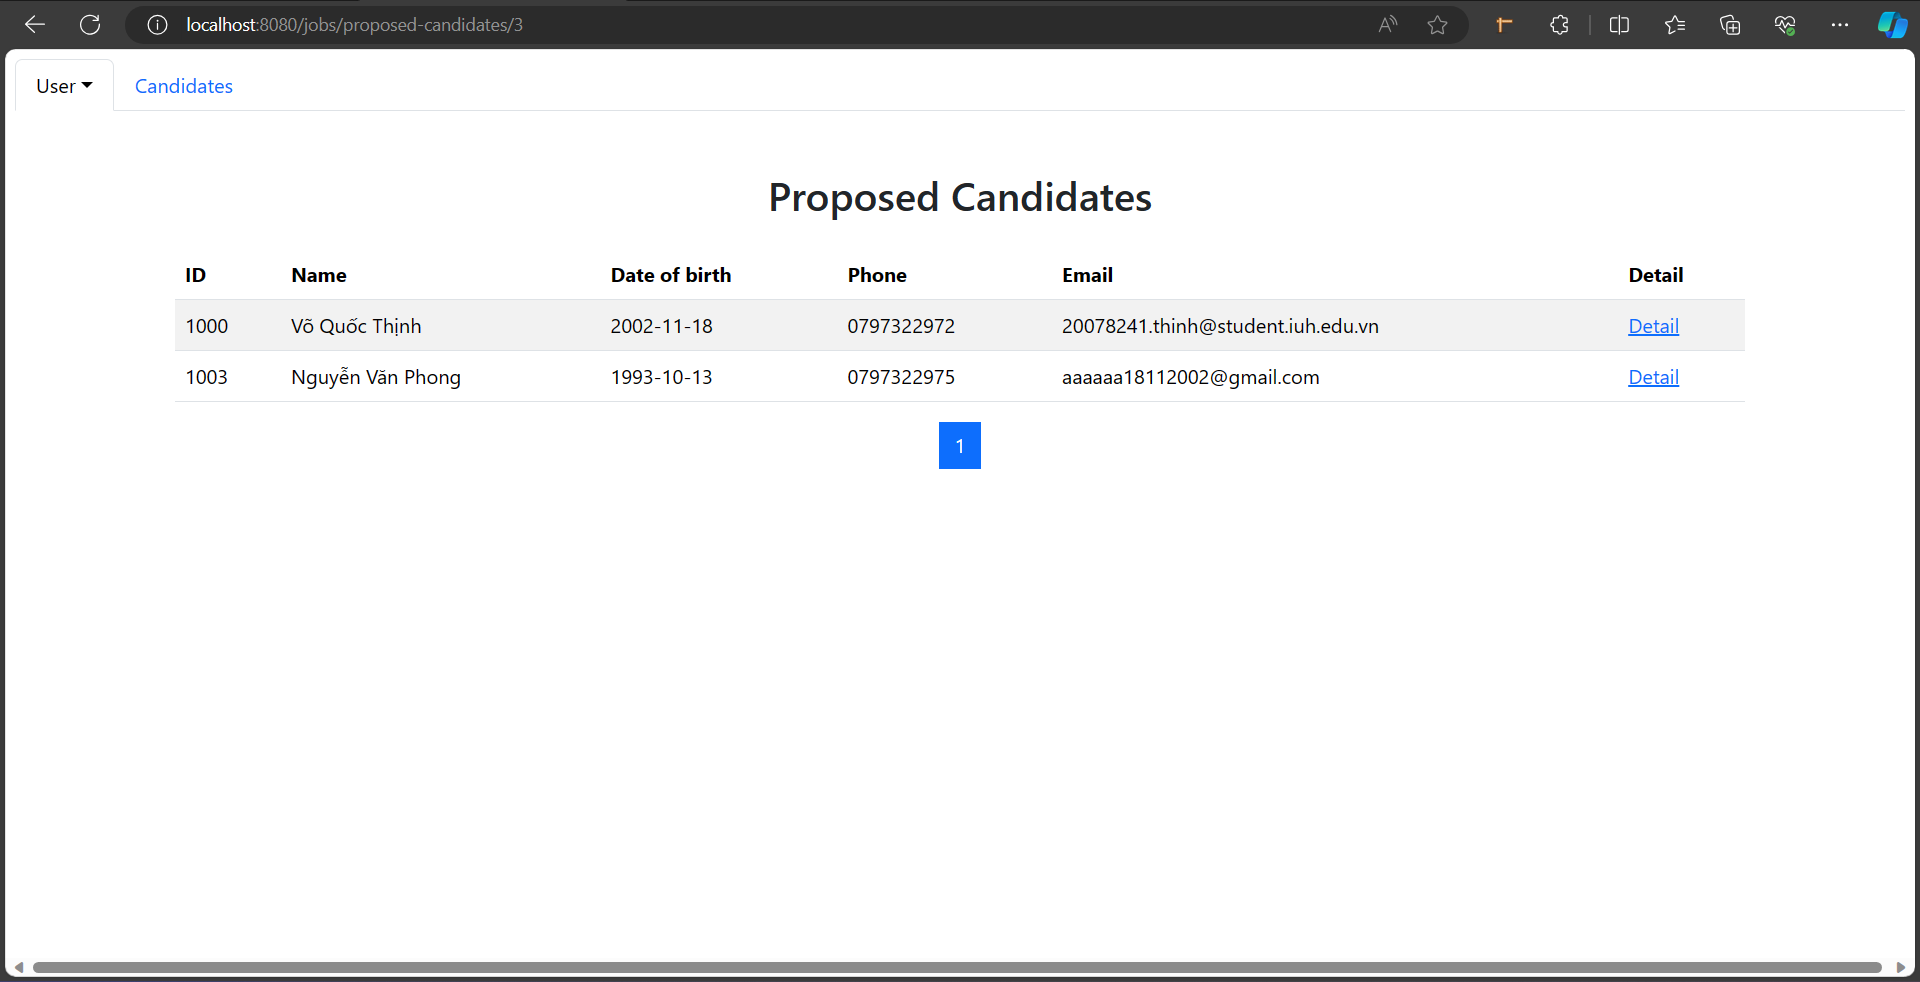 localhost:8080/jobs/proposed-candidates/3
User Candidates
Proposed Candidates
ID Name Date of birth Phone Email Detail
1000 Võ Quốc Thịnh 2002-11-18 0797322972 20078241.thinh@student.iuh.edu.vn Detail
1003 Nguyễn Văn Phong 1993-10-13 0797322975 aaaaaa18112002@gmail.com Detail
1